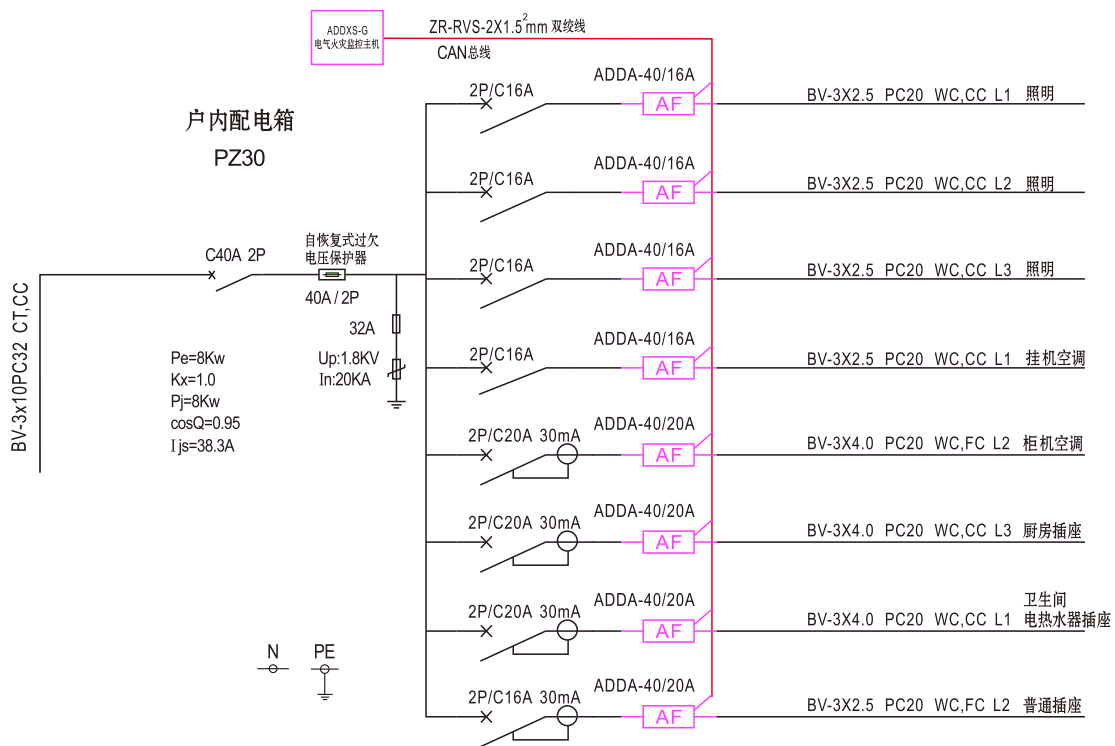 ADDXS-G
电气火灾监控主机
ZR-RVS-2X1.5²mm 双绞线
CAN总线
户内配电箱
PZ30
BV-3x10PC32 CT,CC
C40A 2P
自恢复式过欠
电压保护器
40A / 2P
32A
Up:1.8KV
In:20KA
Pe=8Kw
Kx=1.0
Pj=8Kw
cosQ=0.95
Ijs=38.3A
N
PE
2P/C16A
ADDA-40/16A
AF
BV-3X2.5 PC20 WC,CC L1 照明
2P/C16A
ADDA-40/16A
AF
BV-3X2.5 PC20 WC,CC L2 照明
2P/C16A
ADDA-40/16A
AF
BV-3X2.5 PC20 WC,CC L3 照明
2P/C16A
ADDA-40/16A
AF
BV-3X2.5 PC20 WC,CC L1 挂机空调
2P/C20A 30mA
ADDA-40/20A
AF
BV-3X4.0 PC20 WC,FC L2 柜机空调
2P/C20A 30mA
ADDA-40/20A
AF
BV-3X4.0 PC20 WC,CC L3 厨房插座
2P/C20A 30mA
ADDA-40/20A
AF
BV-3X4.0 PC20 WC,CC L1
卫生间
电热水器插座
2P/C16A 30mA
ADDA-40/20A
AF
BV-3X2.5 PC20 WC,FC L2 普通插座